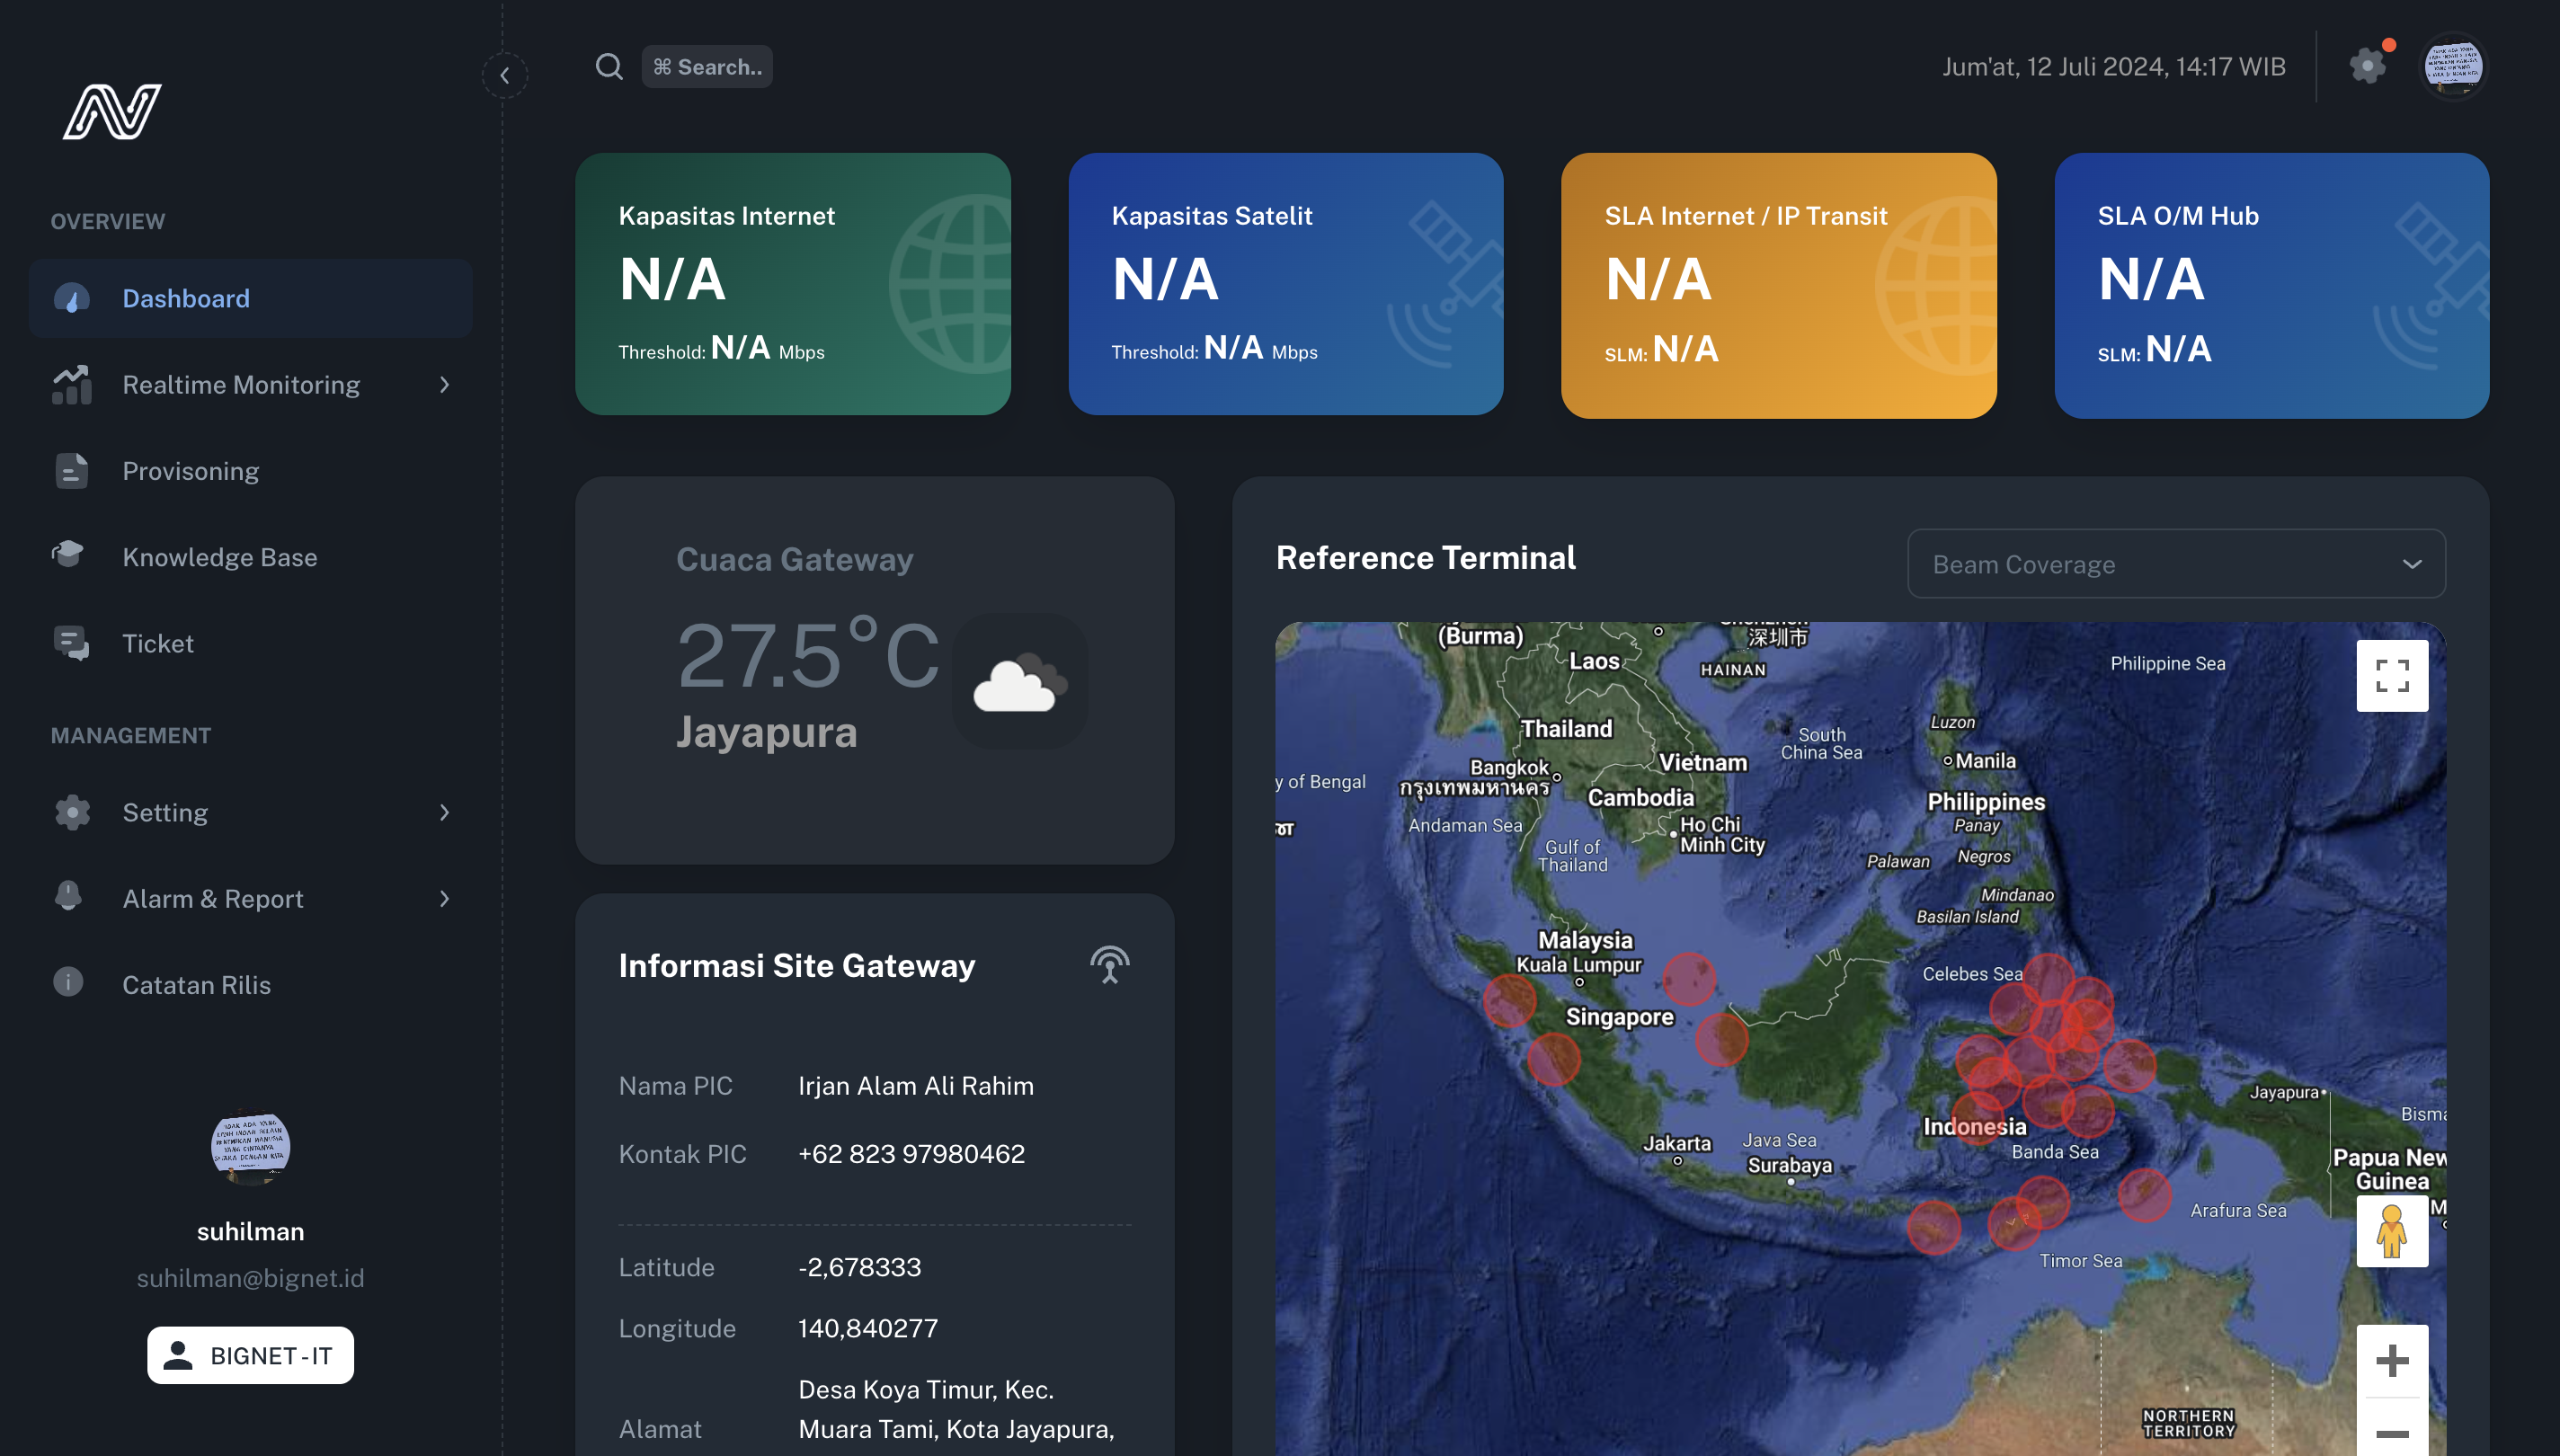 ⌘ Search..
Jum'at, 12 Juli 2024, 14:17 WIB
OVERVIEW
Dashboard
Realtime Monitoring
Provisoning
Knowledge Base
Ticket
MANAGEMENT
Setting
Alarm & Report
Catatan Rilis
suhilman
suhilman@bignet.id
BIGNET - IT
Kapasitas Internet
N/A
Threshold: N/A Mbps
Kapasitas Satelit
N/A
Threshold: N/A Mbps
SLA Internet / IP Transit
N/A
SLM: N/A
SLA O/M Hub
N/A
SLM: N/A
Cuaca Gateway
27.5°C
Jayapura
Informasi Site Gateway
Nama PIC Irjan Alam Ali Rahim
Kontak PIC +62 823 97980462
Latitude -2,678333
Longitude 140,840277
Alamat Desa Koya Timur, Kec.
Muara Tami, Kota Jayapura,
Reference Terminal
Beam Coverage
(Burma)
Laos
深圳市
HAINAN
Philippine Sea
Thailand
Luzon
South
China Sea
Vietnam
Manila
Bangkok
กรุงเทพมหานคร
y of Bengal
Cambodia
Philippines
Andaman Sea
Ho Chi
Minh City
Panay
Gulf of
Thailand
Palawan
Negros
Mindanao
Basilan Island
Malaysia
Kuala Lumpur
Celebes Sea
Singapore
Jayapura
Bisma
Indonesia
Jakarta
Java Sea
Banda Sea
Surabaya
Papua New
Guinea
Arafura Sea
Timor Sea
NORTHERN
TERRITORY